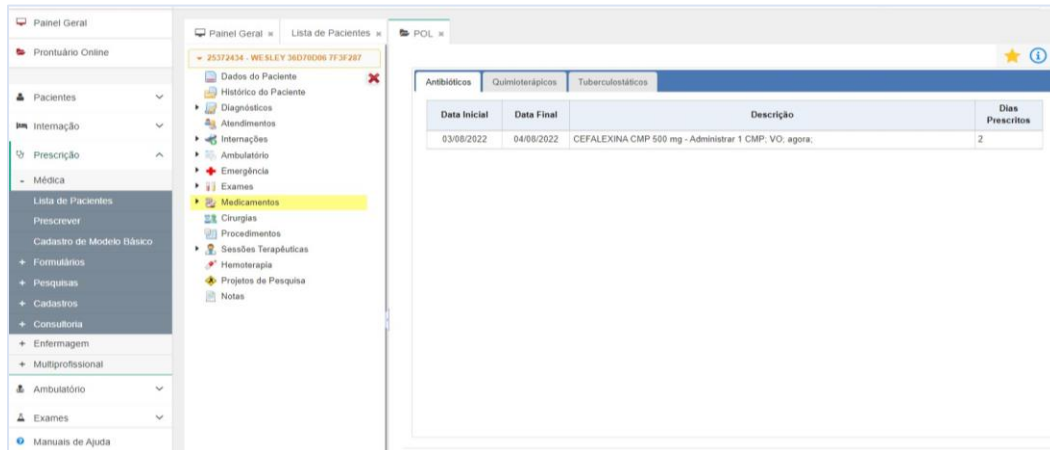 Painel Geral
Prontuário Online
Pacientes
Internação
Prescrição
- Médica
Lista de Pacientes
Prescrever
Cadastro de Modelo Básico
+ Formulários
+ Pesquisas
+ Cadastros
+ Consultoria
+ Enfermagem
+ Multiprofissional
Ambulatório
Exames
Manuais de Ajuda
Painel Geral × Lista de Pacientes × POL ×
25372434 - WESLEY 36D70D06 7F3F287
Dados do Paciente
Histórico do Paciente
Diagnósticos
Atendimentos
Internações
Ambulatório
Emergência
Exames
Medicamentos
Cirurgias
Procedimentos
Sessões Terapêuticas
Hemoterapia
Projetos de Pesquisa
Notas
Antibióticos Quimioterápicos Tuberculostáticos
Data Inicial Data Final Descrição Dias Prescritos
03/08/2022 04/08/2022 CEFALEXINA CMP 500 mg - Administrar 1 CMP; VO; agora; 2